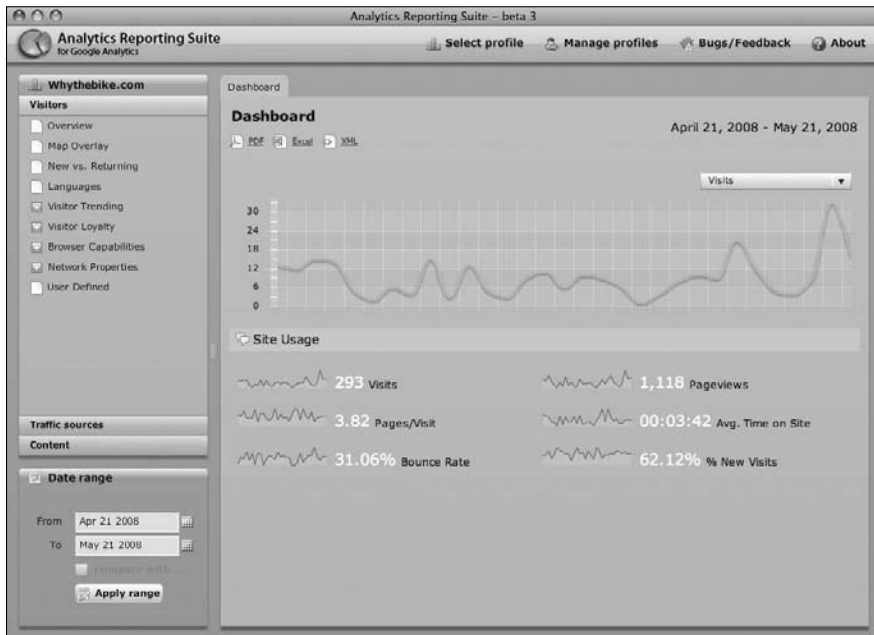 Analytics Reporting Suite – beta 3
Analytics Reporting Suite
for Google Analytics
Select profile
Manage profiles
Bugs/Feedback
About
Whythebike.com
Visitors
Overview
Map Overlay
New vs. Returning
Languages
Visitor Trending
Visitor Loyalty
Browser Capabilities
Network Properties
User Defined
Traffic sources
Content
Date range
From Apr 21 2008
To May 21 2008
compare with ...
Apply range
Dashboard
Dashboard
April 21, 2008 - May 21, 2008
PDF Excel XML
Visits
30
24
18
12
6
0
Site Usage
293 Visits
1,118 Pageviews
3.82 Pages/Visit
00:03:42 Avg. Time on Site
31.06% Bounce Rate
62.12% % New Visits